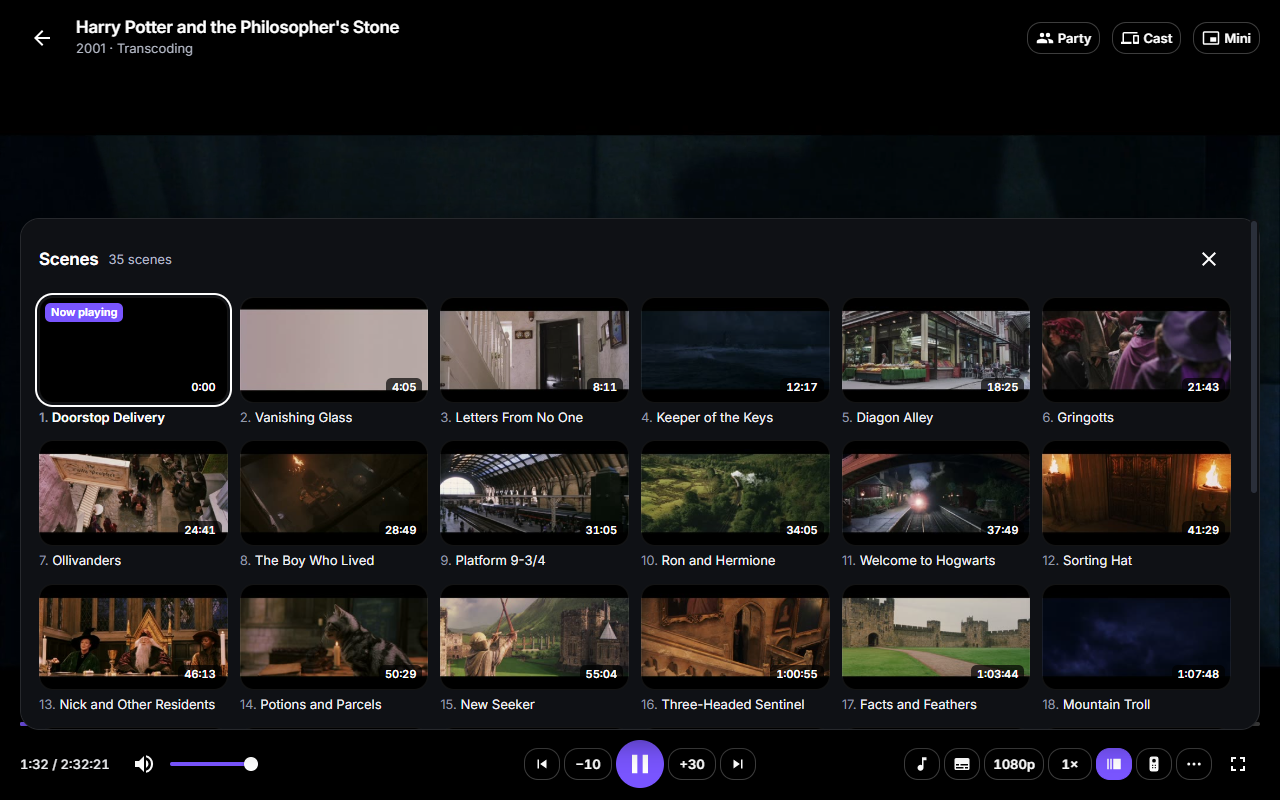 Harry Potter and the Philosopher's Stone
2001 · Transcoding
Party
Cast
Mini
Scenes 35 scenes
Now playing
0:00
4:05
8:11
12:17
18:25
21:43
1. Doorstop Delivery
2. Vanishing Glass
3. Letters From No One
4. Keeper of the Keys
5. Diagon Alley
6. Gringotts
24:41
28:49
31:05
34:05
37:49
41:29
7. Ollivanders
8. The Boy Who Lived
9. Platform 9-3/4
10. Ron and Hermione
11. Welcome to Hogwarts
12. Sorting Hat
46:13
50:29
55:04
1:00:55
1:03:44
1:07:48
13. Nick and Other Residents
14. Potions and Parcels
15. New Seeker
16. Three-Headed Sentinel
17. Facts and Feathers
18. Mountain Troll
1:32 / 2:32:21
−10
+30
1080p
1×